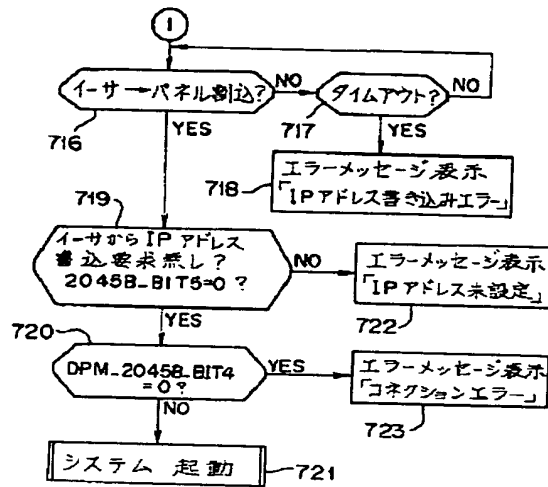 1
イーサ→パネル割込?
NO
タイムアウト?
NO
716
YES
717
YES
エラーメッセージ表示
「IPアドレス書き込みエラー」
718
719
イーサからIPアドレス
書込要求無し?
2045B_BIT5=0?
NO
エラーメッセージ表示
「IPアドレス未設定」
722
YES
720
DPM_2045B_BIT4
=0?
YES
エラーメッセージ表示
「コネクションエラー」
723
NO
システム 起動
721